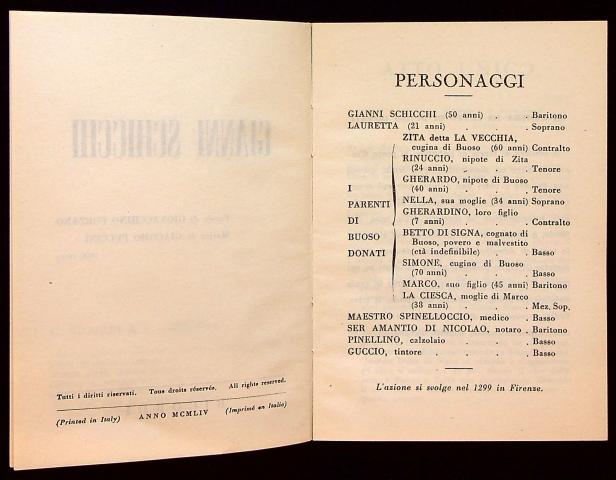 Tutti i diritti riservati. Tous droits réservés. All rights reserved.
(Printed in Italy) ANNO MCMLIV (Imprimé en Italie)
PERSONAGGI
GIANNI SCHICCHI (50 anni) . . Baritono
LAURETTA (21 anni) . . . Soprano
I PARENTI DI BUOSO DONATI
ZITA detta LA VECCHIA,
cugina di Buoso (60 anni) Contralto
RINUCCIO, nipote di Zita
(24 anni) . . . Tenore
GHERARDO, nipote di Buoso
(40 anni) . . . Tenore
NELLA, sua moglie (34 anni) Soprano
GHERARDINO, loro figlio
(7 anni) . . . Contralto
BETTO DI SIGNA, cognato di
Buoso, povero e malvestito
(età indefinibile) . . Basso
SIMONE, cugino di Buoso
(70 anni) . . . Basso
MARCO, suo figlio (45 anni) Baritono
LA CIESCA, moglie di Marco
(38 anni) . . . Mez. Sop.
MAESTRO SPINELLOCCIO, medico . Basso
SER AMANTIO DI NICOLAO, notaro . Baritono
PINELLINO, calzolaio . . . Basso
GUCCIO, tintore . . . . Basso
L'azione si svolge nel 1299 in Firenze.